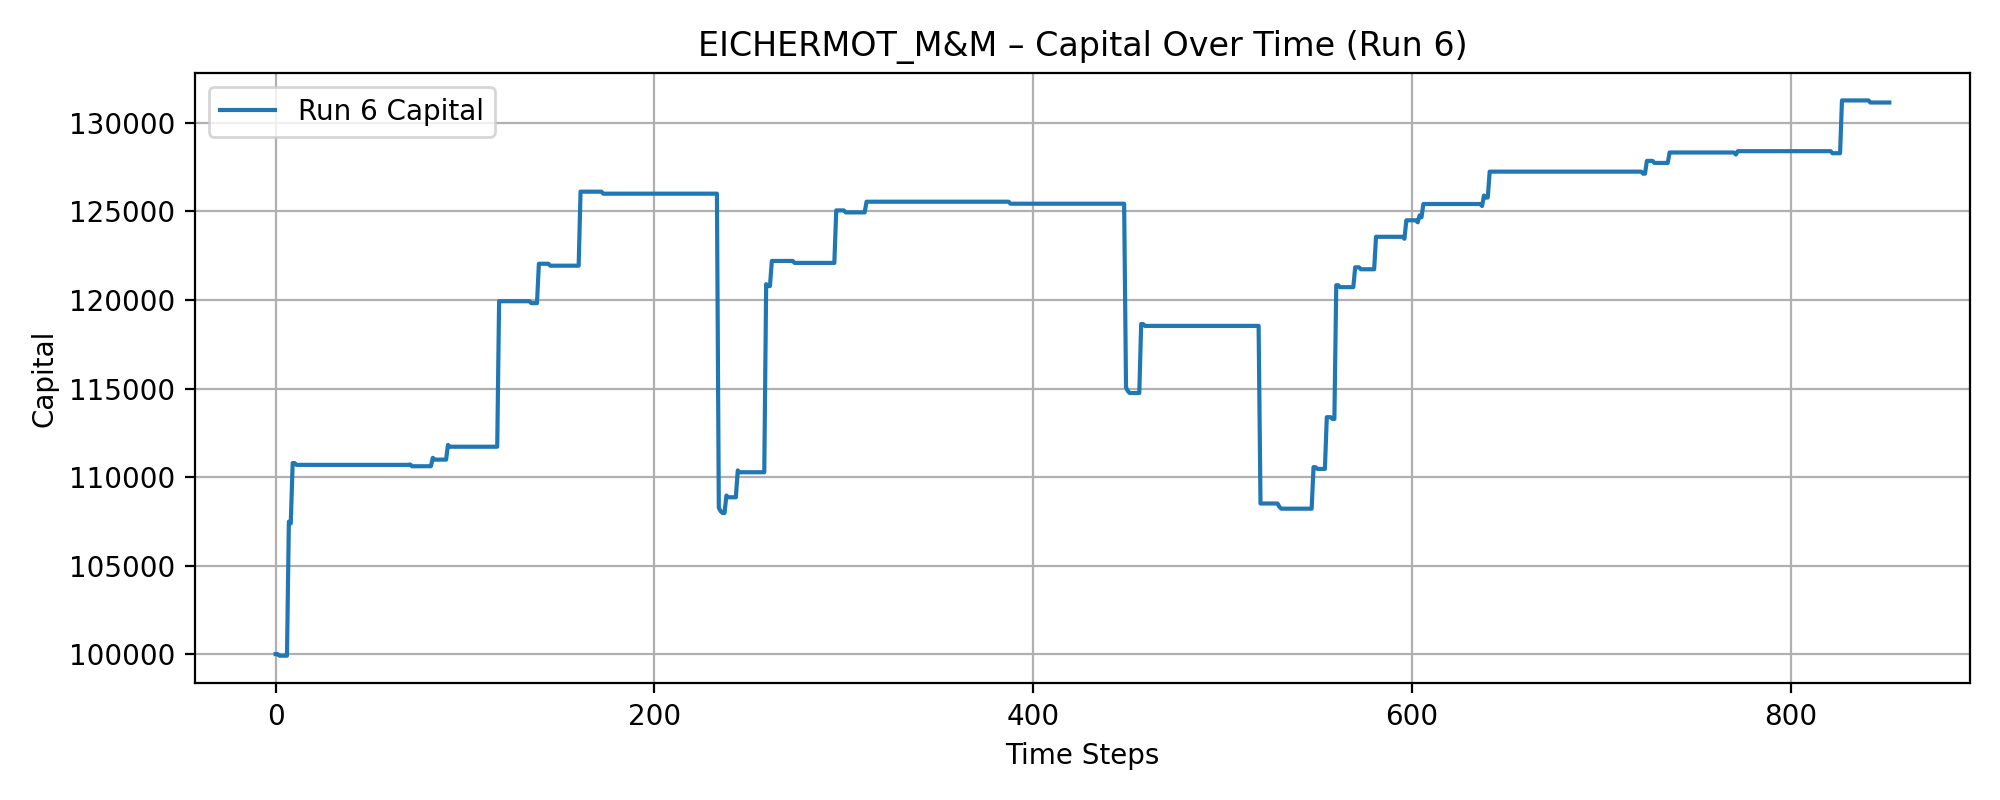 EICHERMOT_M&M – Capital Over Time (Run 6)
Run 6 Capital
130000
125000
120000
115000
110000
105000
100000
Capital
0 200 400 600 800
Time Steps